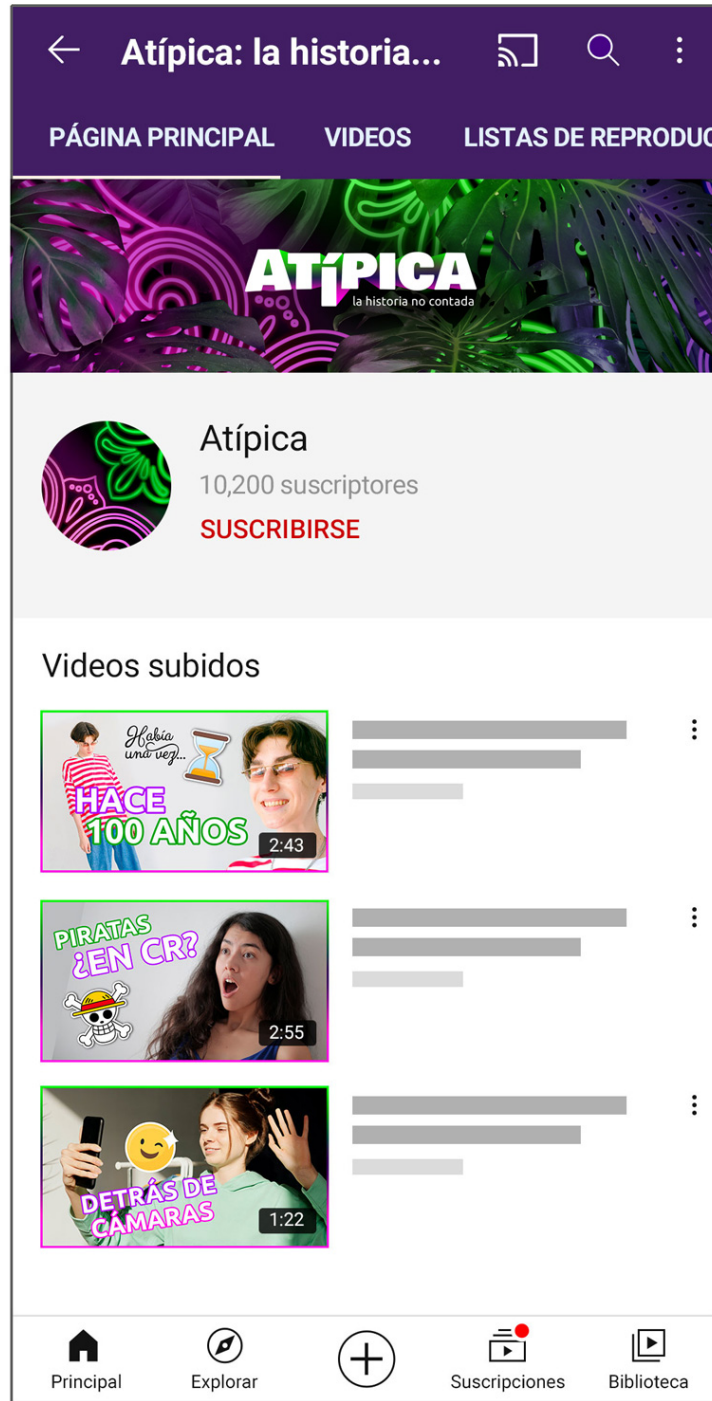 Atípica: la historia...
PÁGINA PRINCIPAL VIDEOS LISTAS DE REPRODUC
ATÍPICA
la historia no contada
Atípica
10,200 suscriptores
SUSCRIBIRSE
Videos subidos
Había
una vez...
HACE
100 AÑOS
2:43
PIRATAS
¿EN CR?
2:55
DETRÁS DE
CÁMARAS
1:22
Principal Explorar Suscripciones Biblioteca